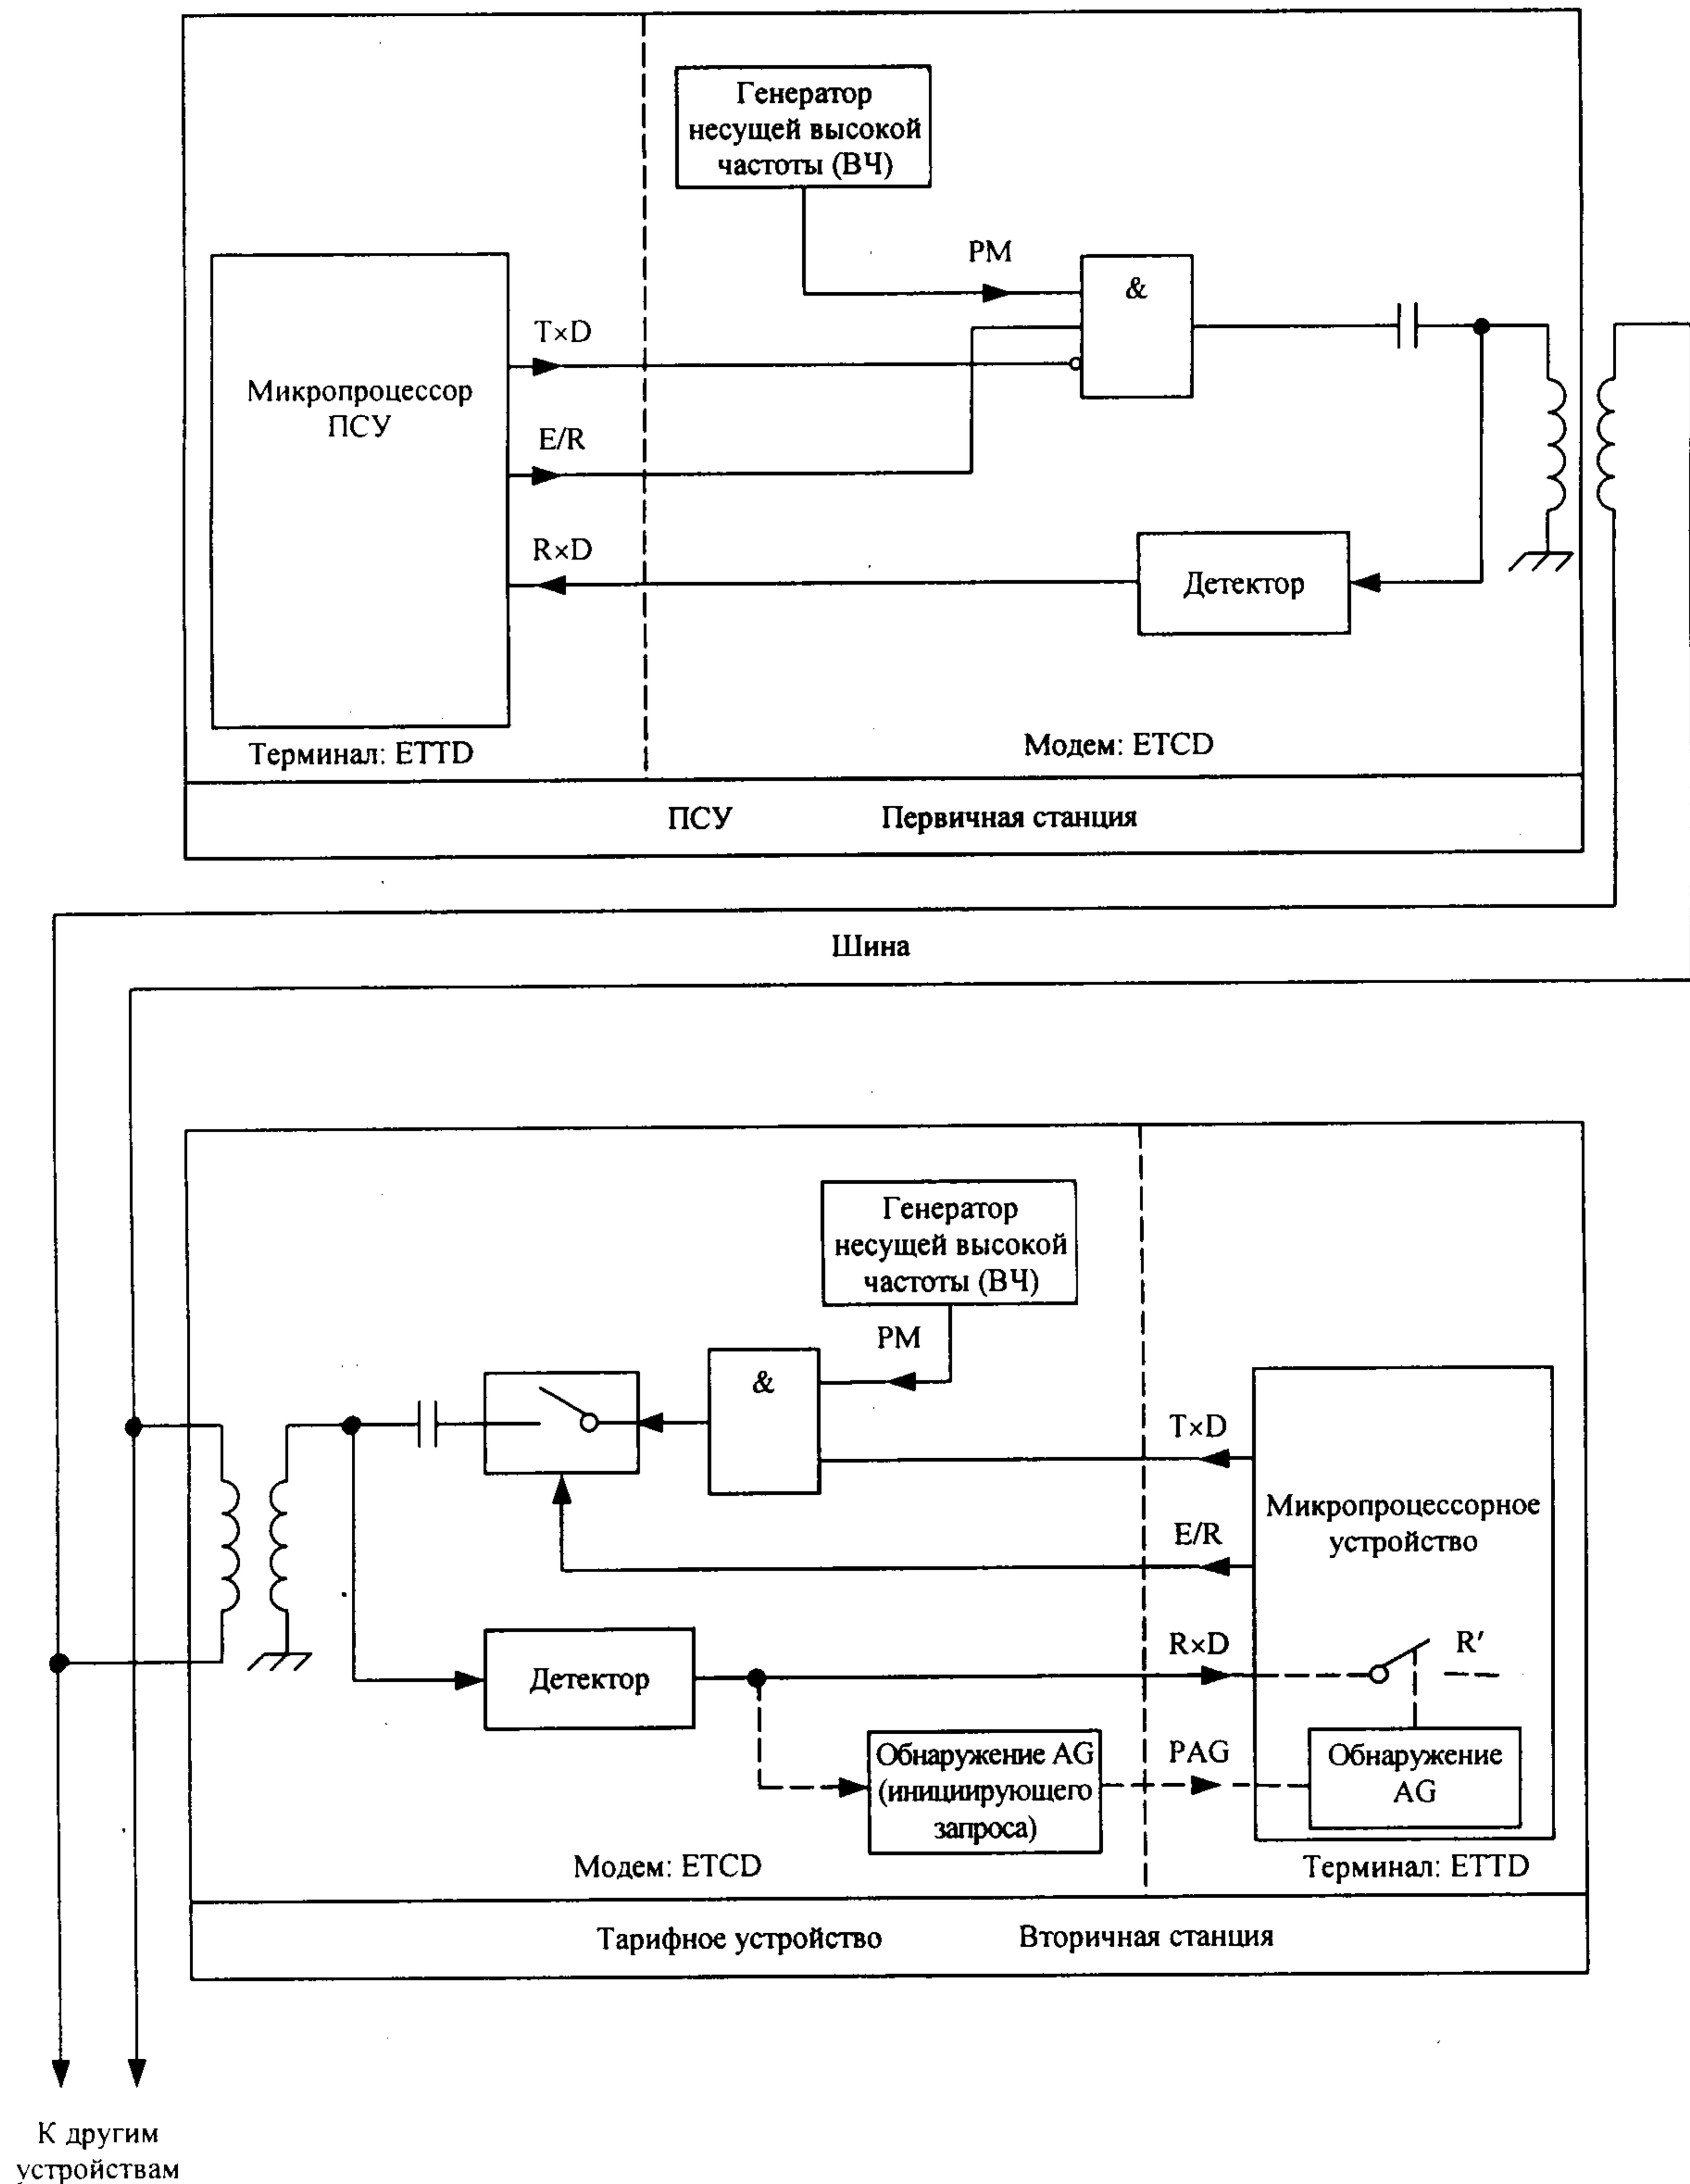 Генератор
несущей высокой
частоты (ВЧ)
PM
&
T×D
Микропроцессор
ПСУ
E/R
R×D
Детектор
Терминал: ETTD
Модем: ETCD
ПСУ Первичная станция
Шина
Генератор
несущей высокой
частоты (ВЧ)
PM
&
T×D
Микропроцессорное
устройство
E/R
R×D
R′
Детектор
Обнаружение AG
(инициирующего
запроса)
PAG
Обнаружение
AG
Модем: ETCD
Терминал: ETTD
Тарифное устройство Вторичная станция
К другим
устройствам